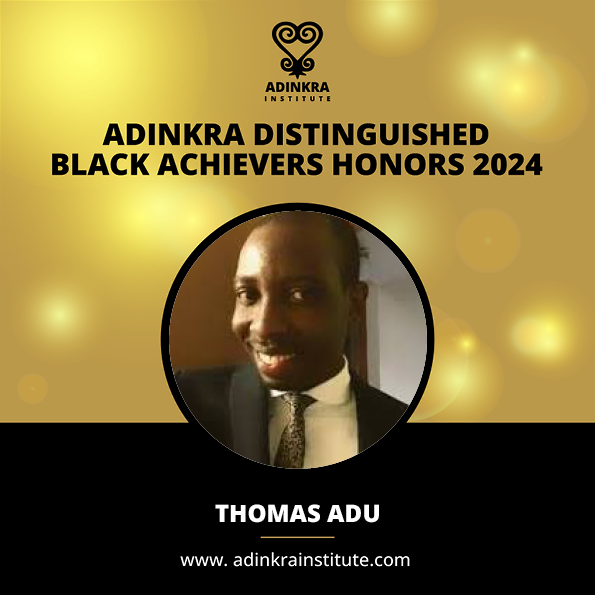 ADINKRA
INSTITUTE
ADINKRA DISTINGUISHED
BLACK ACHIEVERS HONORS 2024
THOMAS ADU
www. adinkrainstitute.com